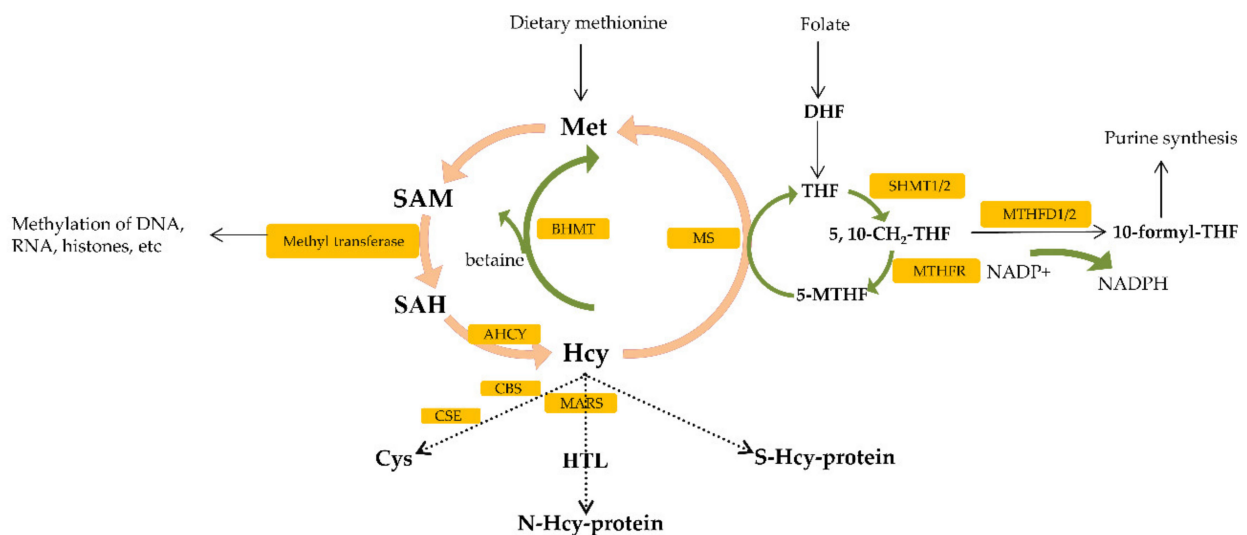 Dietary methionine
Folate
DHF
Met
Purine synthesis
THF
SHMT1/2
SAM
MTHFD1/2
Methylation of DNA,
RNA, histones, etc
Methyl transferase
BHMT
MS
5, 10-CH₂-THF
10-formyl-THF
betaine
MTHFR
NADP+
NADPH
5-MTHF
SAH
AHCY
Hcy
CBS
MARS
CSE
Cys
HTL
S-Hcy-protein
N-Hcy-protein